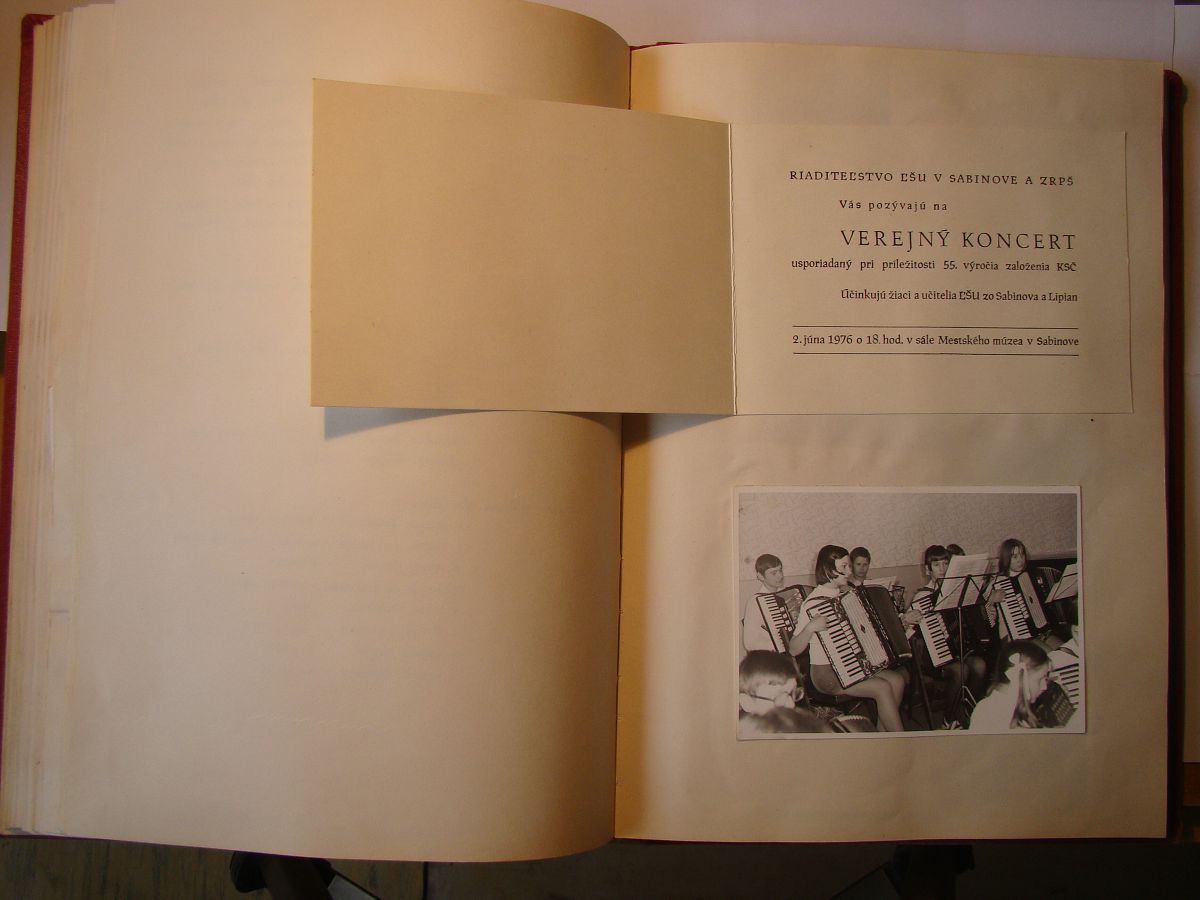 RIADITEĽSTVO ĽŠU V SABINOVE A ZRPŠ
Vás pozývajú na
VEREJNÝ KONCERT
usporiadaný pri príležitosti 55. výročia založenia KSČ
Účinkujú žiaci a učitelia ĽŠU zo Sabinova a Lipian
2. júna 1976 o 18. hod. v sále Mestského múzea v Sabinove